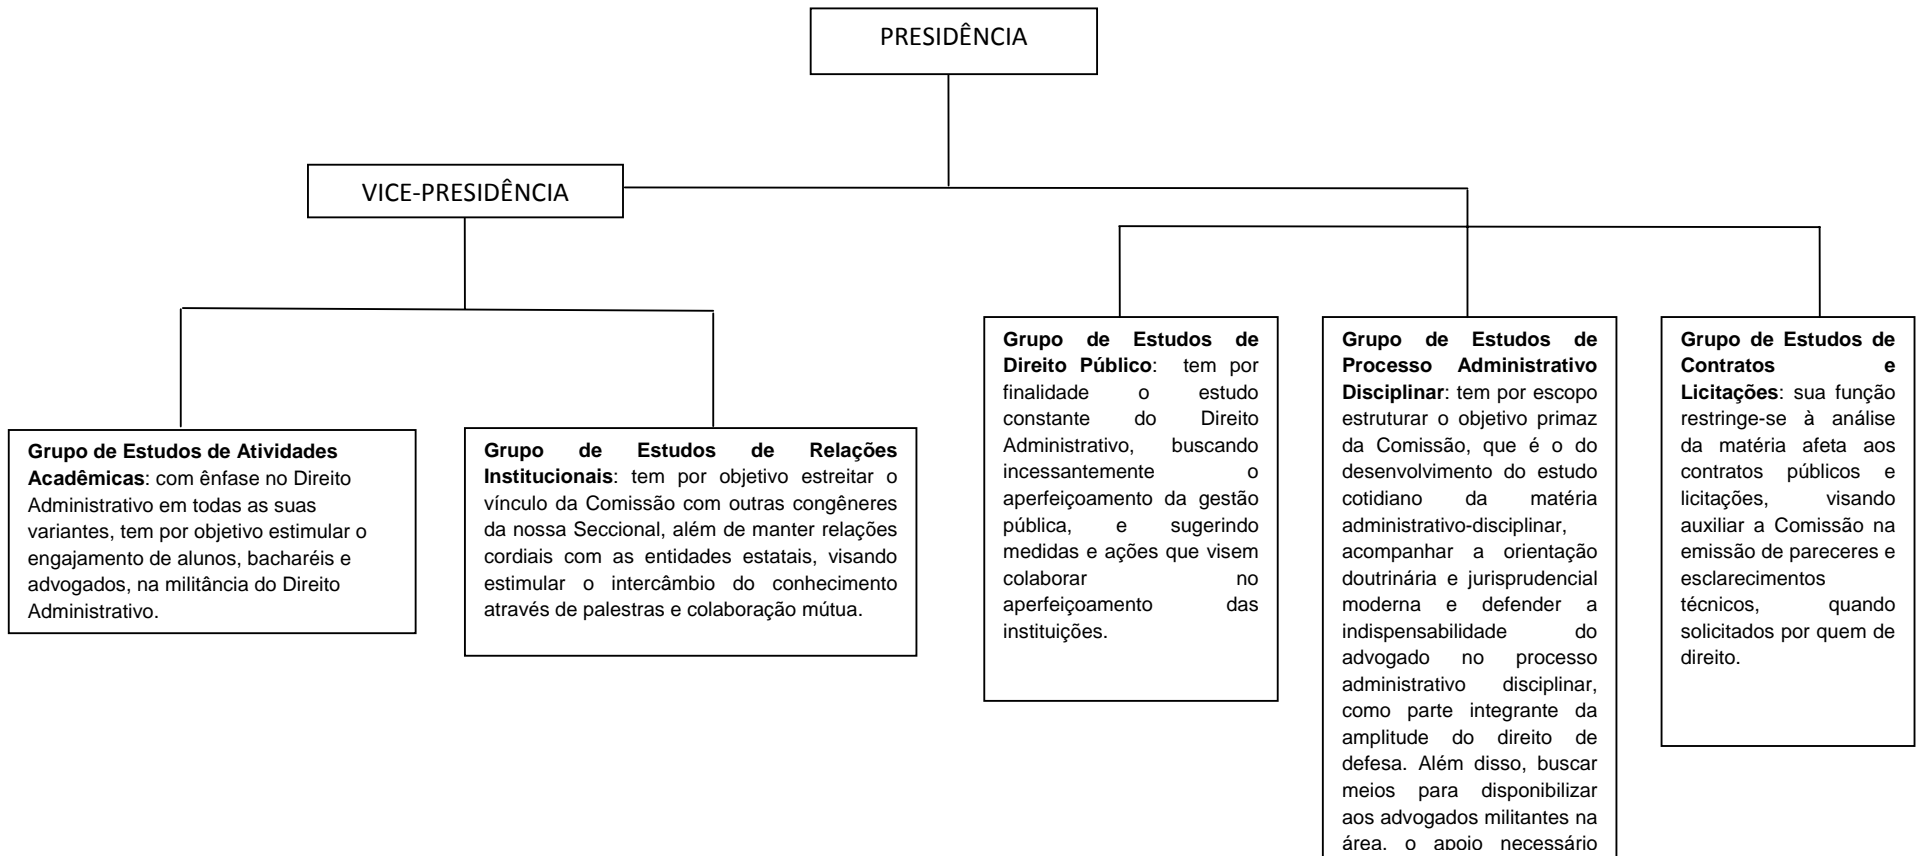 PRESIDÊNCIA
VICE-PRESIDÊNCIA
Grupo de Estudos de Atividades
Acadêmicas: com ênfase no Direito
Administrativo em todas as suas
variantes, tem por objetivo estimular o
engajamento de alunos, bacharéis e
advogados, na militância do Direito
Administrativo.
Grupo de Estudos de Relações
Institucionais: tem por objetivo estreitar o
vínculo da Comissão com outras congêneres
da nossa Seccional, além de manter relações
cordiais com as entidades estatais, visando
estimular o intercâmbio do conhecimento
através de palestras e colaboração mútua.
Grupo de Estudos de
Direito Público: tem por
finalidade o estudo
constante do Direito
Administrativo, buscando
incessantemente o
aperfeiçoamento da gestão
pública, e sugerindo
medidas e ações que visem
colaborar no
aperfeiçoamento das
instituições.
Grupo de Estudos de
Processo Administrativo
Disciplinar: tem por escopo
estruturar o objetivo primaz
da Comissão, que é o do
desenvolvimento do estudo
cotidiano da matéria
administrativo-disciplinar,
acompanhar a orientação
doutrinária e jurisprudencial
moderna e defender a
indispensabilidade do
advogado no processo
administrativo disciplinar,
como parte integrante da
amplitude do direito de
defesa. Além disso, buscar
meios para disponibilizar
aos advogados militantes na
área, o apoio necessário
Grupo de Estudos de
Contratos e
Licitações: sua função
restringe-se à análise
da matéria afeta aos
contratos públicos e
licitações, visando
auxiliar a Comissão na
emissão de pareceres e
esclarecimentos
técnicos, quando
solicitados por quem de
direito.